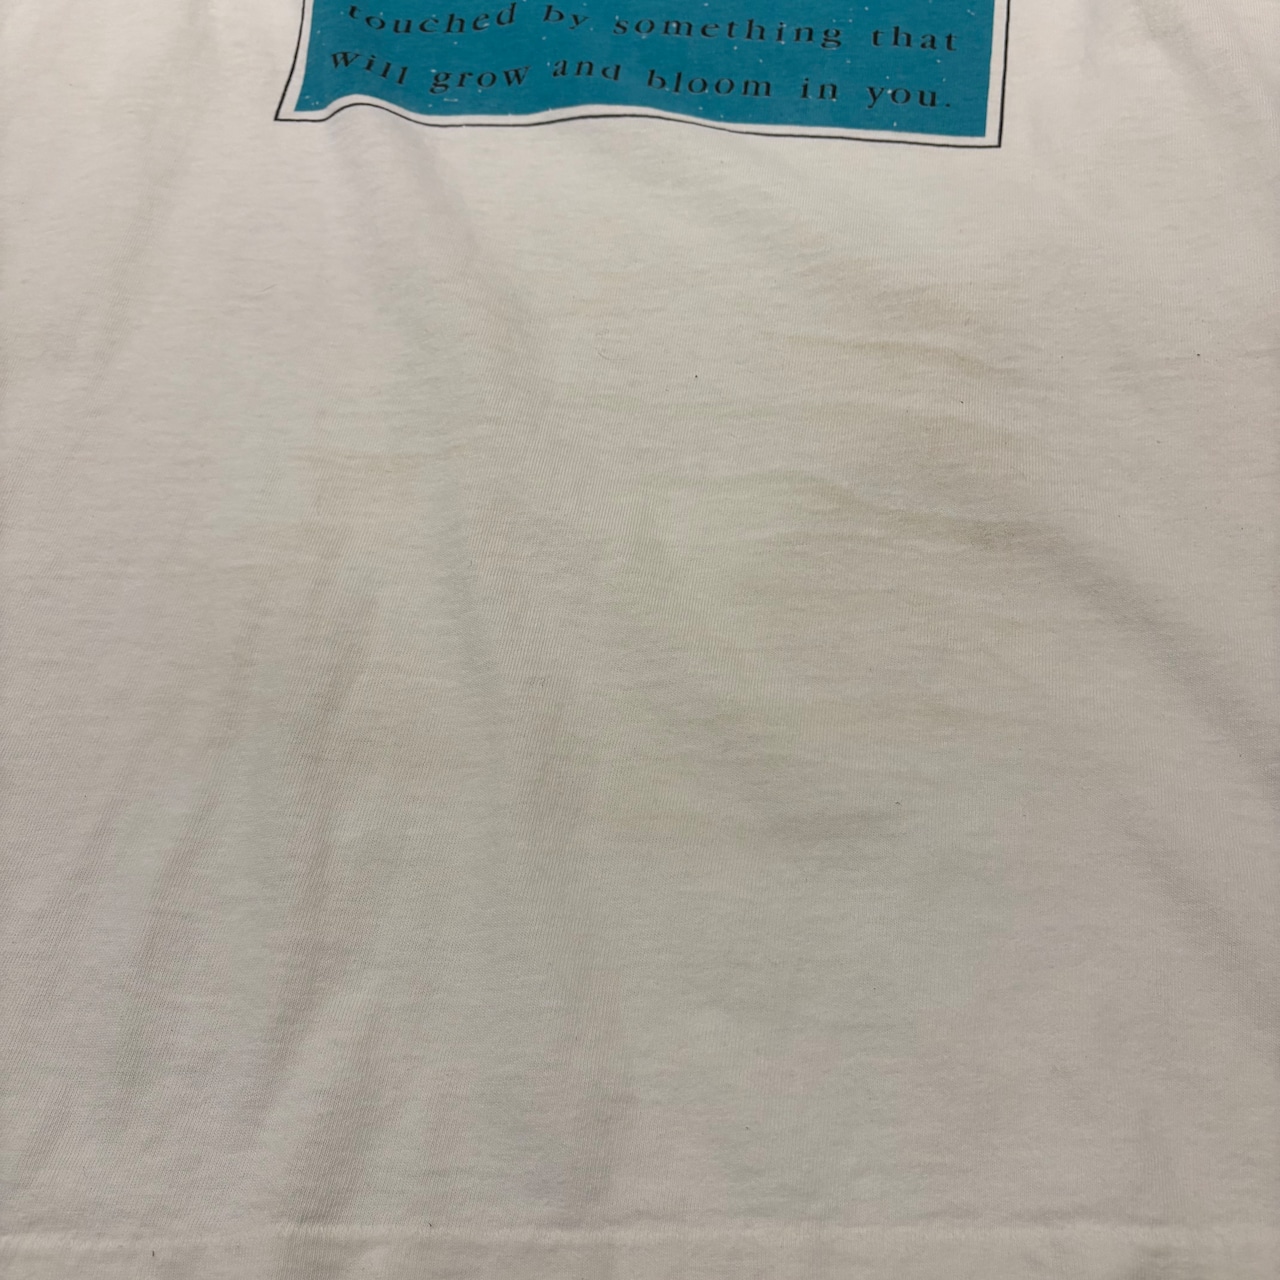 touched by something that
will grow and bloom in you.